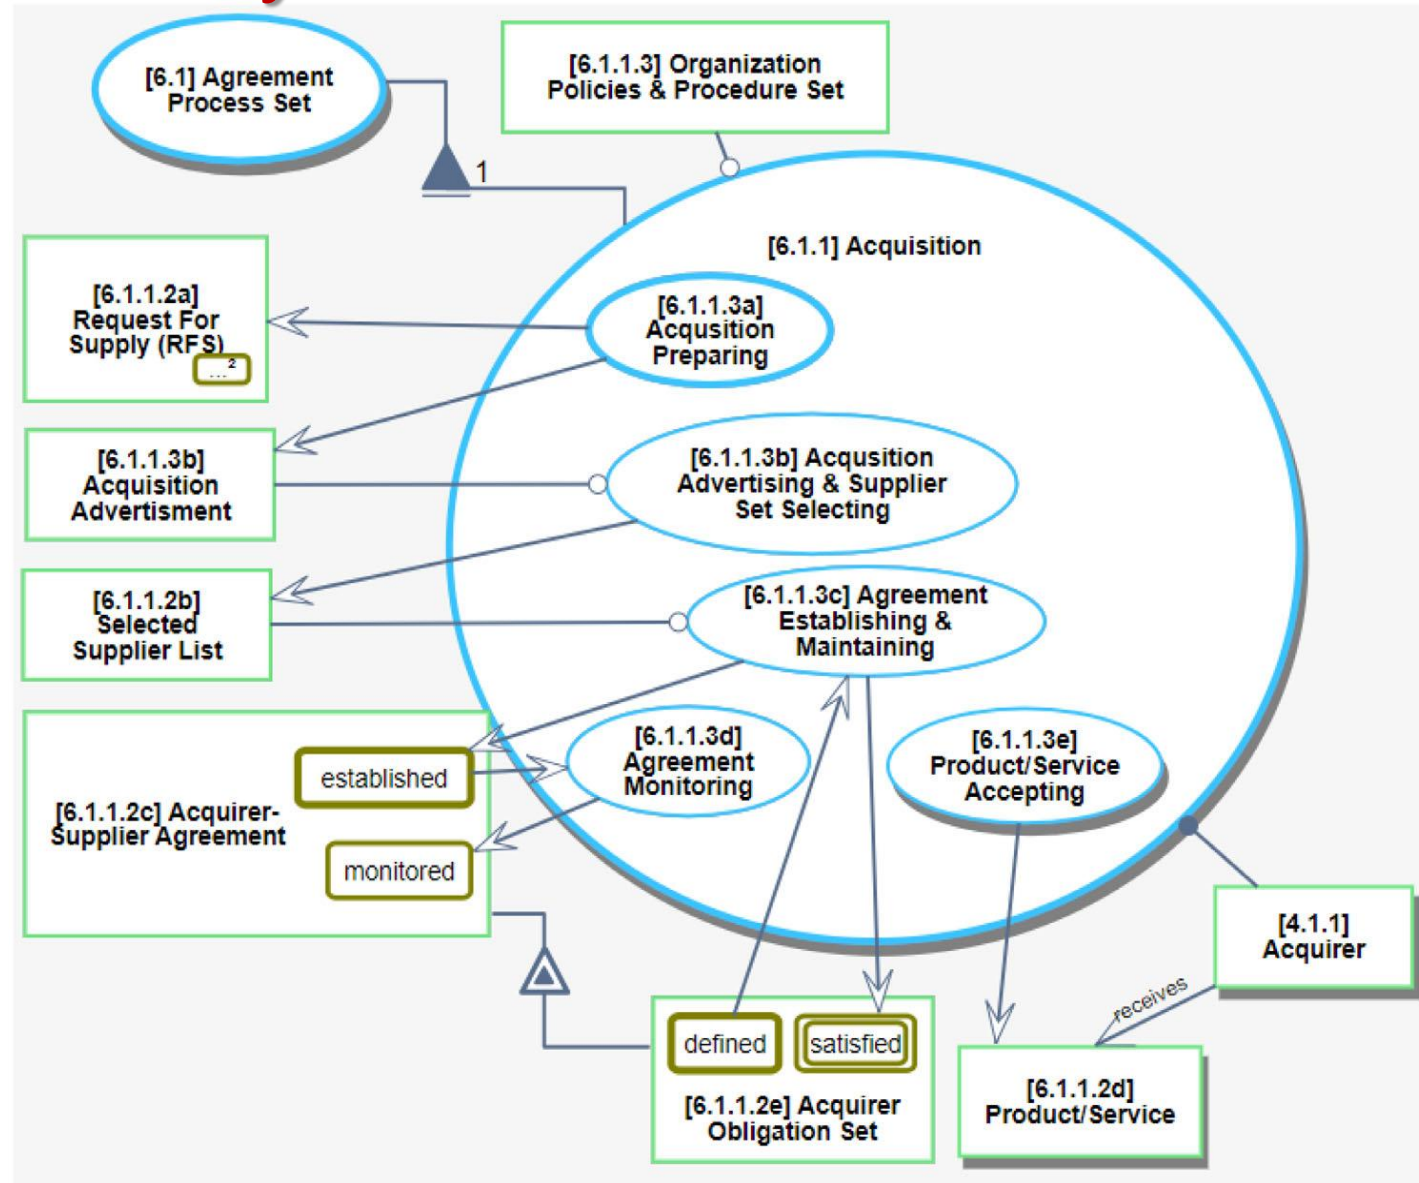 [6.1] Agreement
Process Set
[6.1.1.3] Organization
Policies & Procedure Set
1
[6.1.1] Acquisition
[6.1.1.2a]
Request For
Supply (RFS)
...2
[6.1.1.3a]
Acqusition
Preparing
[6.1.1.3b]
Acquisition
Advertisment
[6.1.1.3b] Acqusition
Advertising & Supplier
Set Selecting
[6.1.1.2b]
Selected
Supplier List
[6.1.1.3c] Agreement
Establishing &
Maintaining
[6.1.1.2c] Acquirer-
Supplier Agreement
established
monitored
[6.1.1.3d]
Agreement
Monitoring
[6.1.1.3e]
Product/Service
Accepting
[4.1.1]
Acquirer
receives
defined
satisfied
[6.1.1.2e] Acquirer
Obligation Set
[6.1.1.2d]
Product/Service